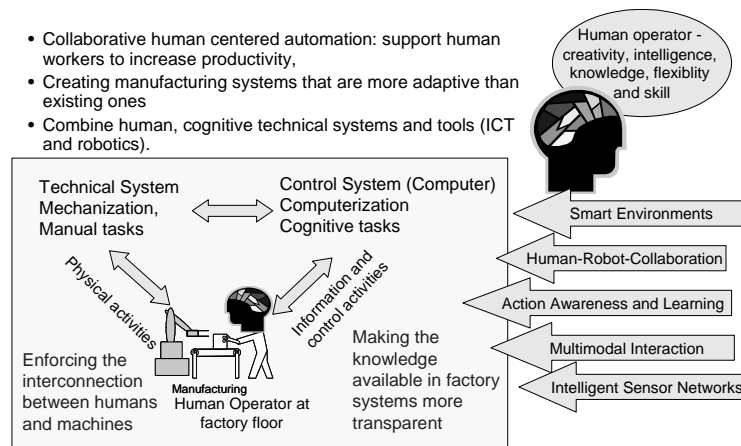 • Collaborative human centered automation: support human
workers to increase productivity,
• Creating manufacturing systems that are more adaptive than
existing ones
• Combine human, cognitive technical systems and tools (ICT
and robotics).
Human operator -
creativity, intelligence,
knowledge, flexiblity
and skill
Technical System
Mechanization,
Manual tasks
Control System (Computer)
Computerization
Cognitive tasks
Physical activities
Information and
control activities
Enforcing the
interconnection
between humans
and machines
Manufacturing
Human Operator at
factory floor
Making the
knowledge
available in factory
systems more
transparent
Smart Environments
Human-Robot-Collaboration
Action Awareness and Learning
Multimodal Interaction
Intelligent Sensor Networks